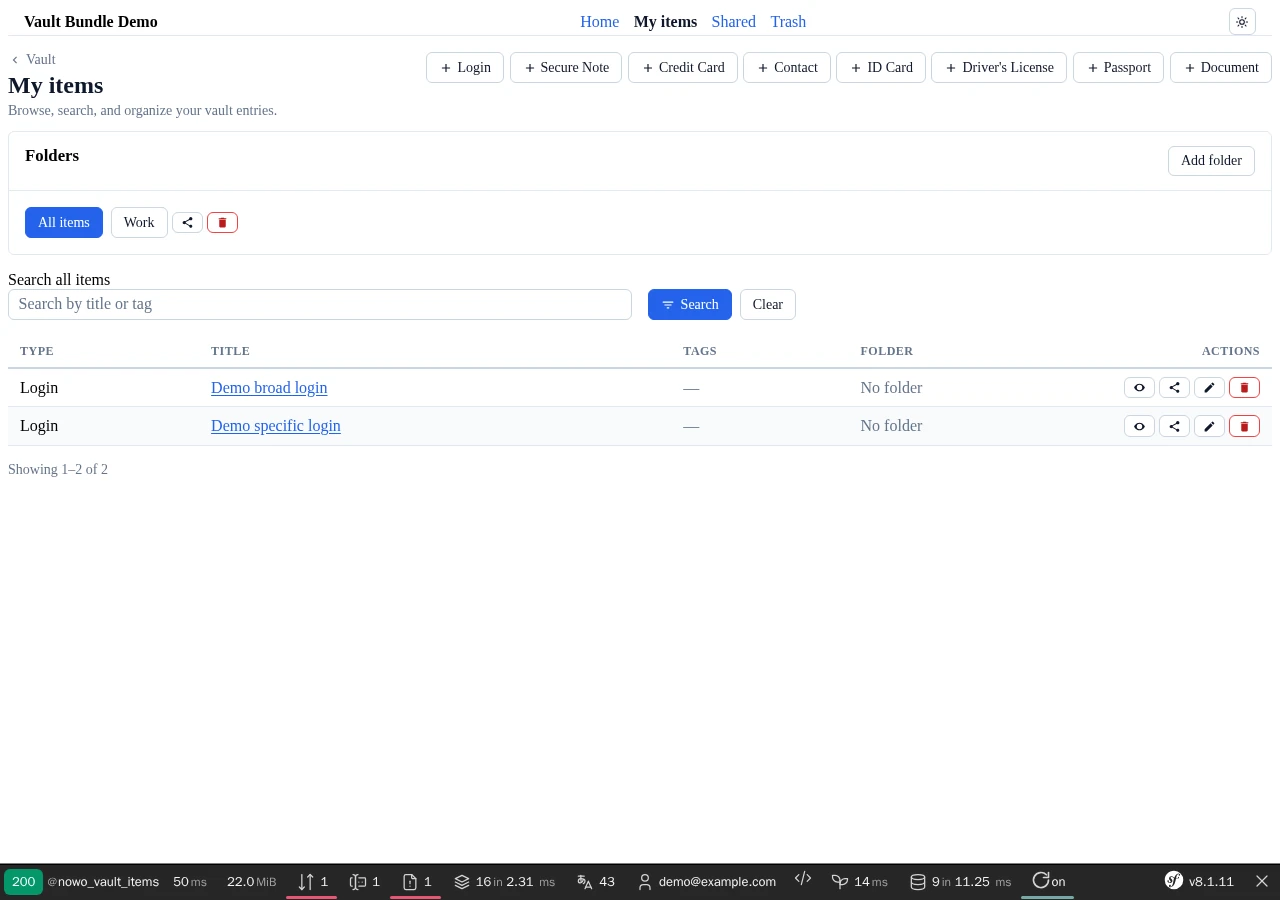 Vault Bundle Demo Home My items Shared Trash
Vault
My items
Browse, search, and organize your vault entries.
+ Login + Secure Note + Credit Card + Contact + ID Card + Driver's License + Passport + Document
Folders Add folder
All items Work
Search all items
Search by title or tag Search Clear
TYPE TITLE TAGS FOLDER ACTIONS
Login Demo broad login — No folder
Login Demo specific login — No folder
Showing 1–2 of 2
200 @nowo_vault_items 50 ms 22.0 MiB 1 1 1 16 in 2.31 ms 43 demo@example.com 14 ms 9 in 11.25 ms on sf v8.1.11